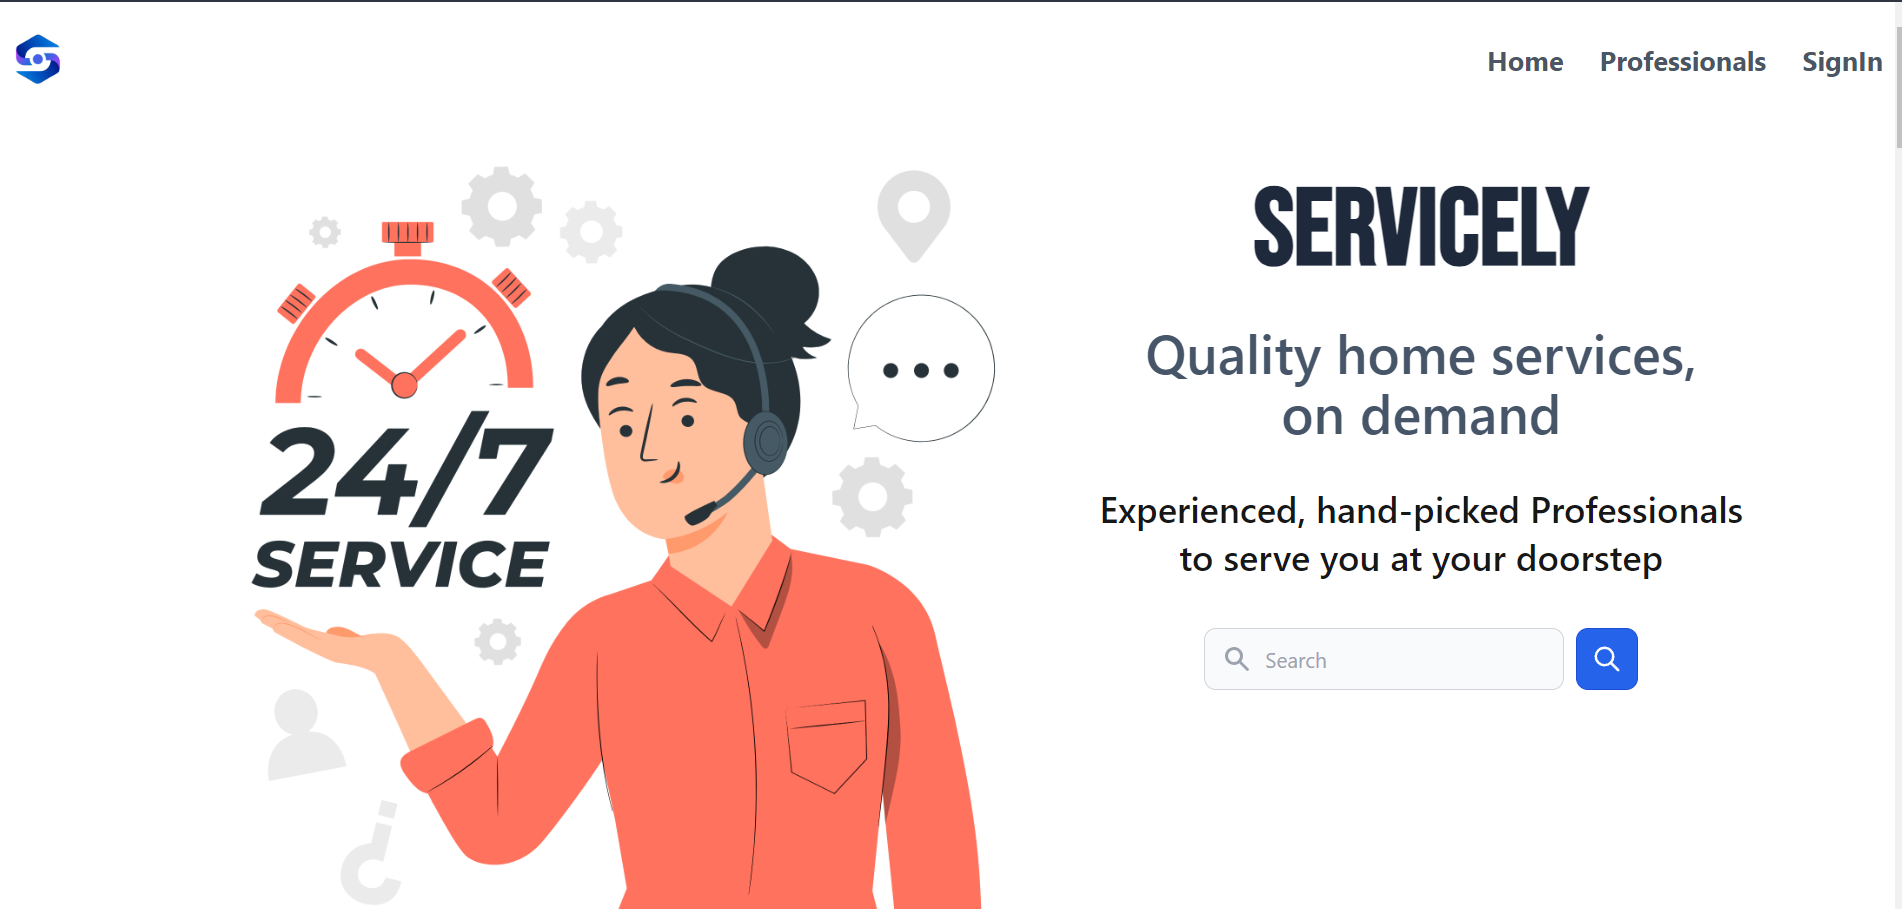 Home
Professionals
SignIn
24/7
SERVICE
SERVICELY
Quality home services,
on demand
Experienced, hand-picked Professionals
to serve you at your doorstep
Search